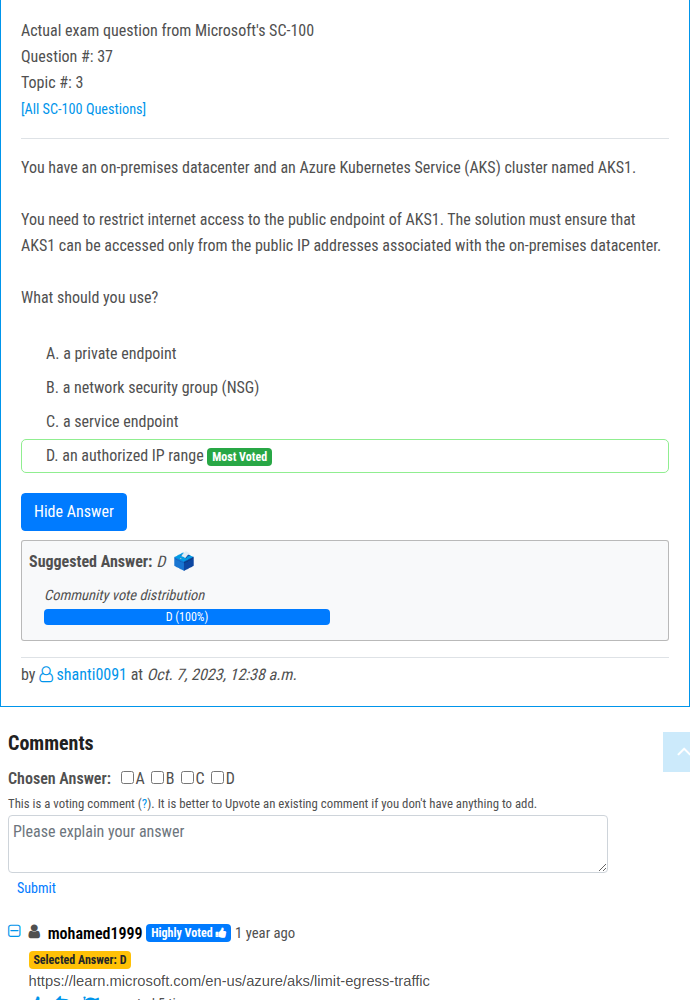 Actual exam question from Microsoft's SC-100
Question #: 37
Topic #: 3
[All SC-100 Questions]
You have an on-premises datacenter and an Azure Kubernetes Service (AKS) cluster named AKS1.
You need to restrict internet access to the public endpoint of AKS1. The solution must ensure that
AKS1 can be accessed only from the public IP addresses associated with the on-premises datacenter.
What should you use?
A. a private endpoint
B. a network security group (NSG)
C. a service endpoint
D. an authorized IP range Most Voted
Hide Answer
Suggested Answer: D
Community vote distribution
D (100%)
by shanti0091 at Oct. 7, 2023, 12:38 a.m.
Comments
Chosen Answer: A B C D
This is a voting comment (?). It is better to Upvote an existing comment if you don't have anything to add.
Please explain your answer
Submit
mohamed1999 Highly Voted 1 year ago
Selected Answer: D
https://learn.microsoft.com/en-us/azure/aks/limit-egress-traffic